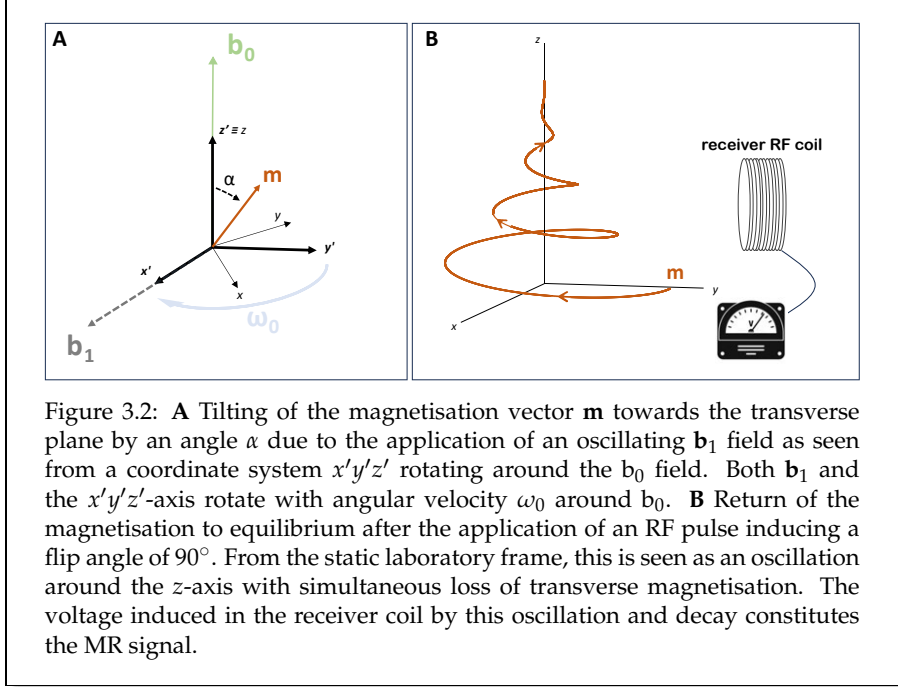 A
b0
z' ≡ z
α
m
y
y'
x'
x
ω0
b1
B
z
receiver RF coil
m
y
x
V
Figure 3.2: A Tilting of the magnetisation vector m towards the transverse
plane by an angle α due to the application of an oscillating b1 field as seen
from a coordinate system x′y′z′ rotating around the b0 field. Both b1 and
the x′y′z′-axis rotate with angular velocity ω0 around b0. B Return of the
magnetisation to equilibrium after the application of an RF pulse inducing a
flip angle of 90°. From the static laboratory frame, this is seen as an oscillation
around the z-axis with simultaneous loss of transverse magnetisation. The
voltage induced in the receiver coil by this oscillation and decay constitutes
the MR signal.